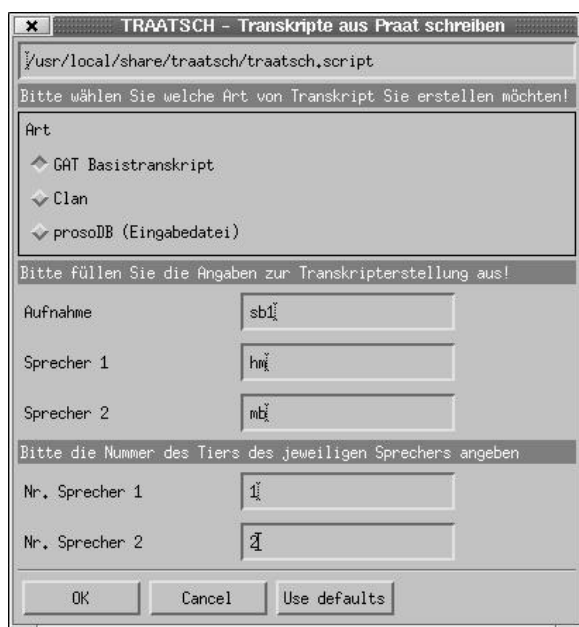 TRAATSCH – Transkripte aus Praat schreiben
/usr/local/share/traatsch/traatsch.script
Bitte wählen Sie welche Art von Transkript Sie erstellen möchten!
Art
GAT Basistranskript
Clan
prosoDB (Eingabedatei)
Bitte füllen Sie die Angaben zur Transkripterstellung aus!
Aufnahme sb1
Sprecher 1 hm
Sprecher 2 mb
Bitte die Nummer des Tiers des jeweiligen Sprechers angeben
Nr. Sprecher 1 1
Nr. Sprecher 2 2
OK Cancel Use defaults